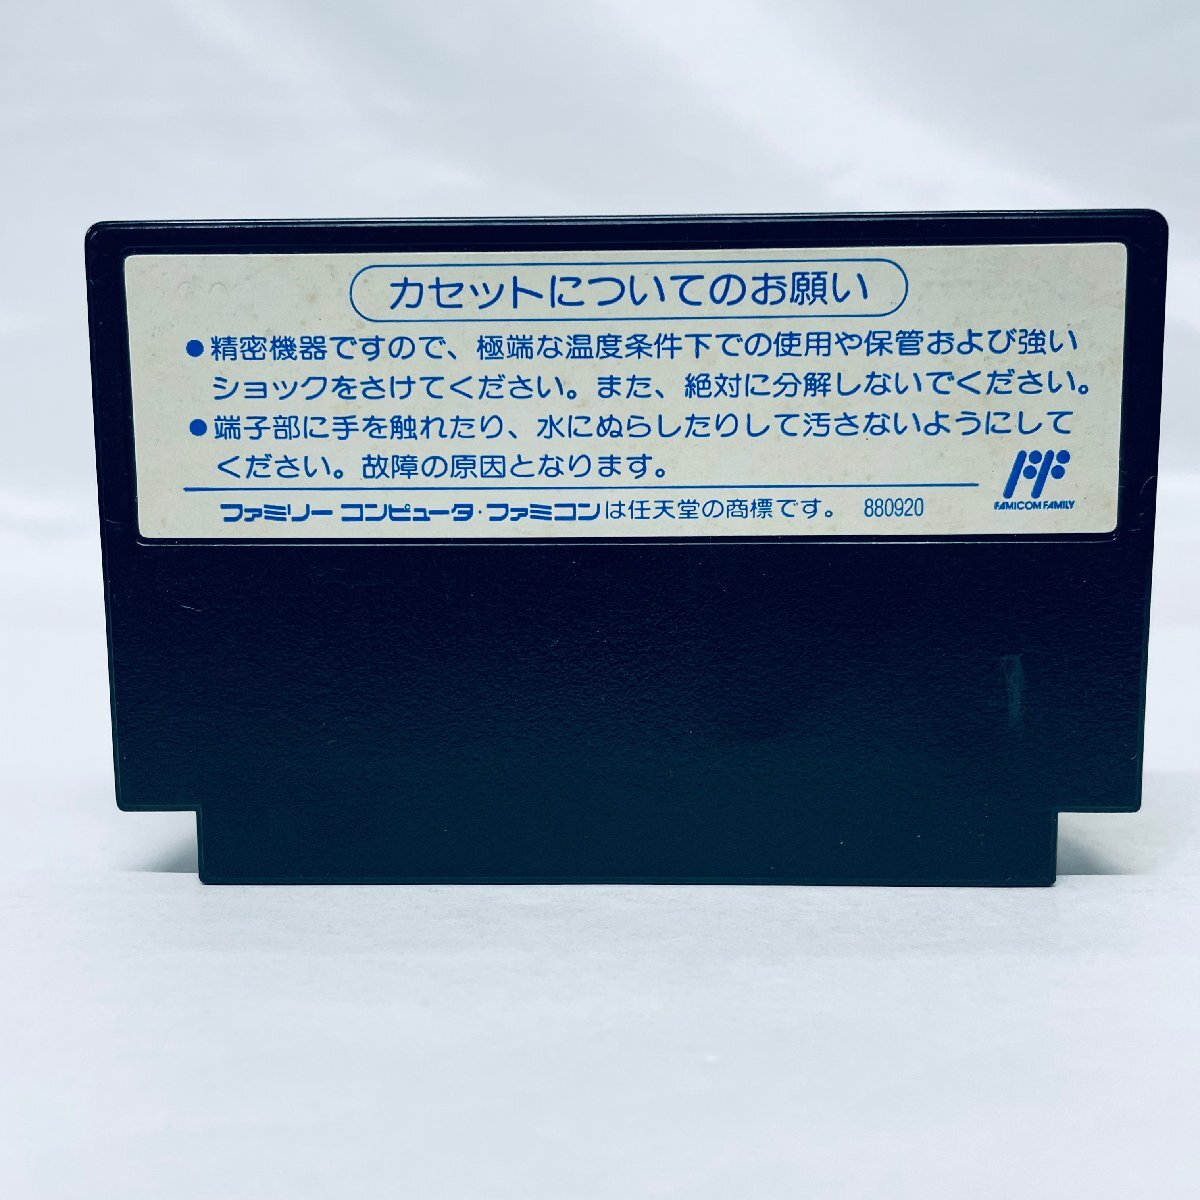 カセットについてのお願い
●精密機器ですので、極端な温度条件下での使用や保管および強い
ショックをさけてください。また、絶対に分解しないでください。
●端子部に手を触れたり、水にぬらしたりして汚さないようにして
ください。故障の原因となります。
ファミリーコンピュータ・ファミコンは任天堂の商標です。 880920
FAMICOM FAMILY